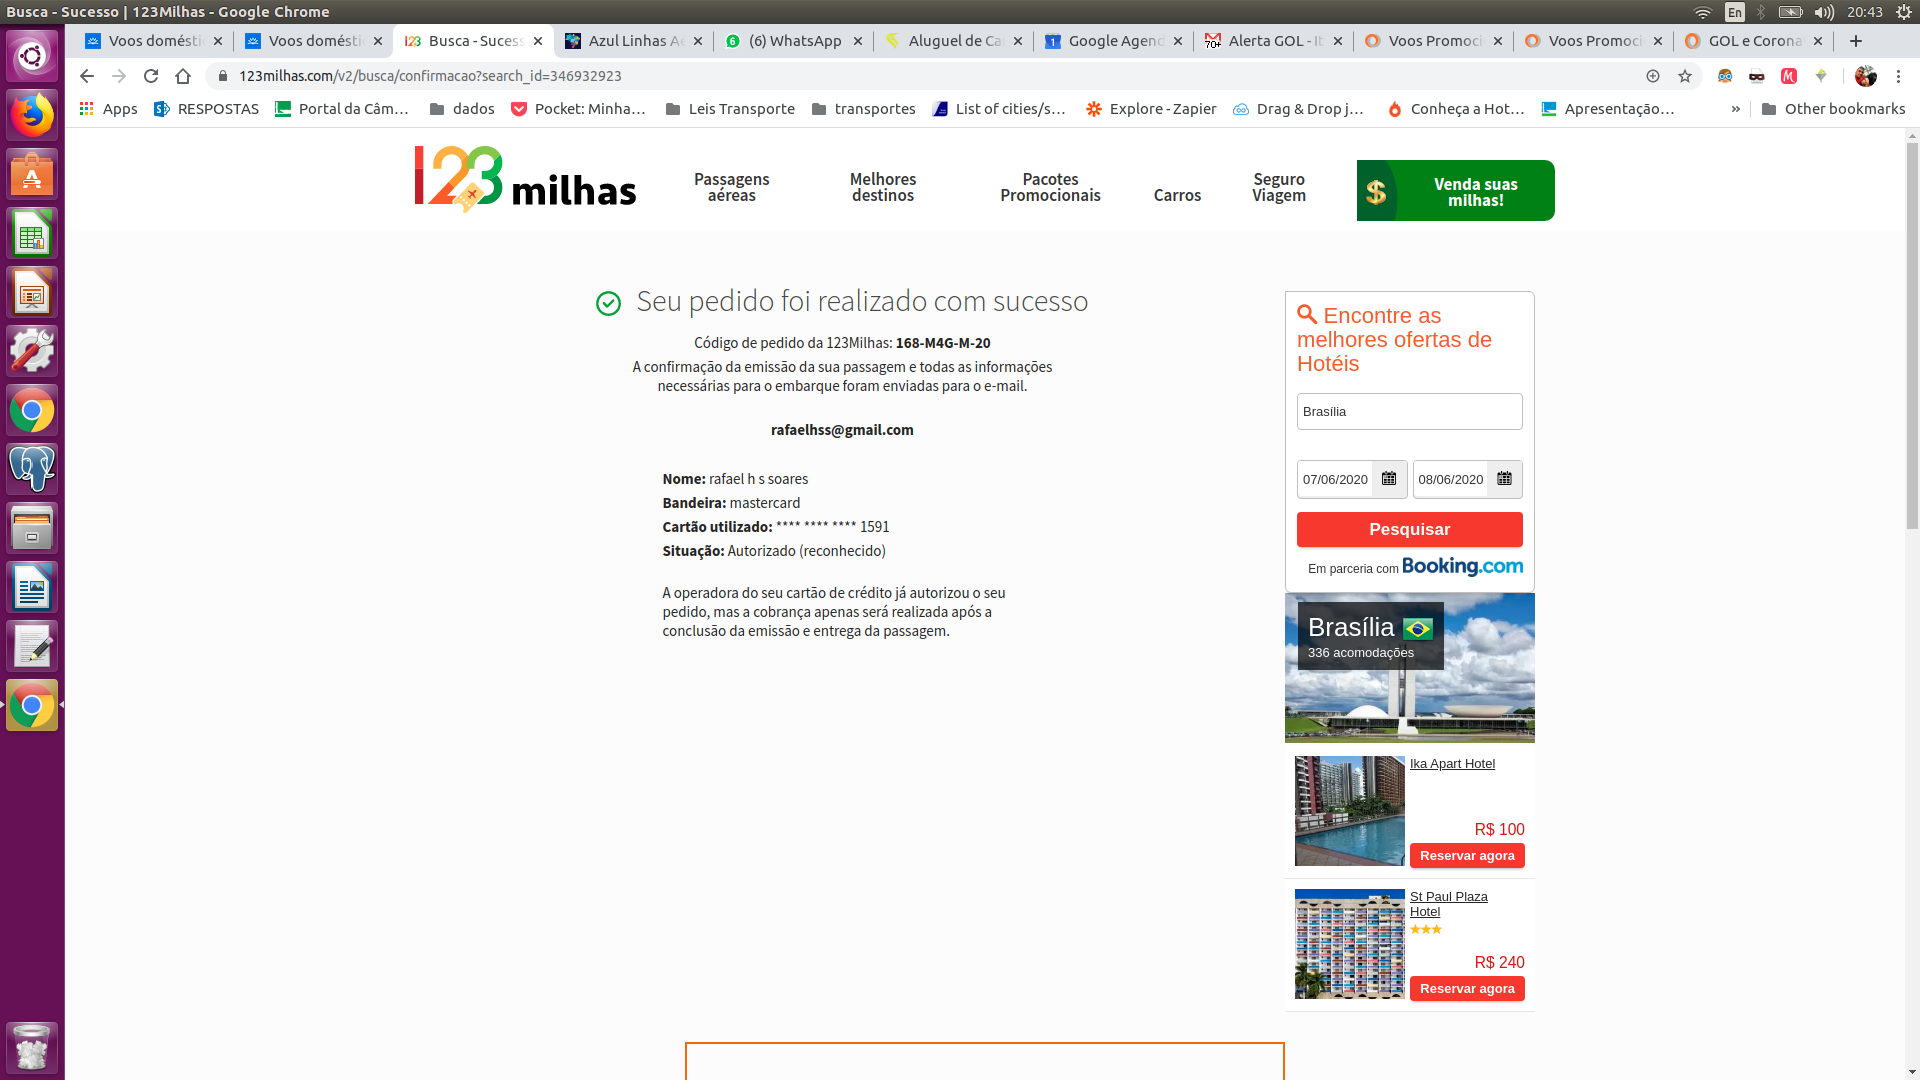 Busca - Sucesso | 123Milhas - Google Chrome
En
20:43
Voos domésti
Voos domésti
Busca - Sucess
Azul Linhas Aé
(6) WhatsApp
Aluguel de Ca
Google Agend
Alerta GOL - It
Voos Promoci
Voos Promoci
GOL e Corona
123milhas.com/v2/busca/confirmacao?search_id=346932923
Apps
RESPOSTAS
Portal da Câm…
dados
Pocket: Minha…
Leis Transporte
transportes
List of cities/s…
Explore - Zapier
Drag & Drop j…
Conheça a Hot…
Apresentação…
»
Other bookmarks
123 milhas
Passagens aéreas
Melhores destinos
Pacotes Promocionais
Carros
Seguro Viagem
Venda suas milhas!
Seu pedido foi realizado com sucesso
Código de pedido da 123Milhas: 168-M4G-M-20
A confirmação da emissão da sua passagem e todas as informações
necessárias para o embarque foram enviadas para o e-mail.
rafaelhss@gmail.com
Nome: rafael h s soares
Bandeira: mastercard
Cartão utilizado: **** **** **** 1591
Situação: Autorizado (reconhecido)
A operadora do seu cartão de crédito já autorizou o seu
pedido, mas a cobrança apenas será realizada após a
conclusão da emissão e entrega da passagem.
Encontre as
melhores ofertas de
Hotéis
Brasília
07/06/2020
08/06/2020
Pesquisar
Em parceria com Booking.com
Brasília
336 acomodações
Ika Apart Hotel
R$ 100
Reservar agora
St Paul Plaza
Hotel
R$ 240
Reservar agora